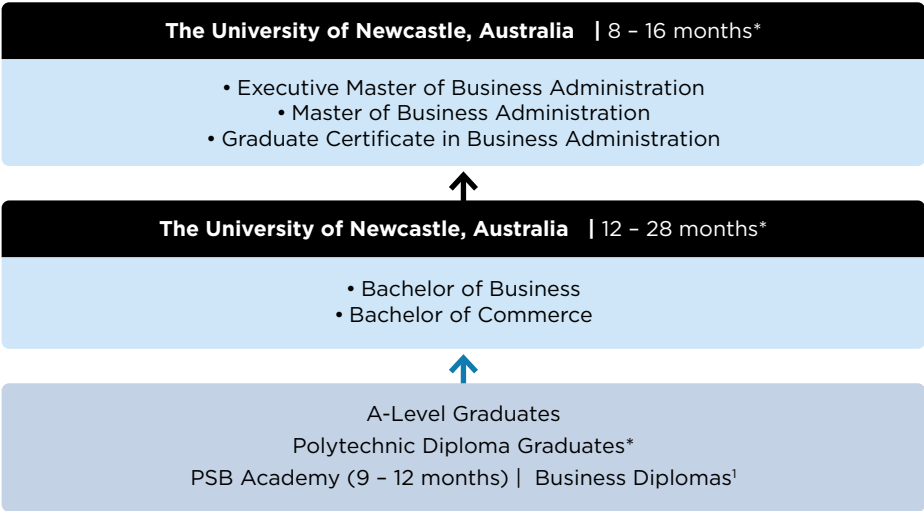 The University of Newcastle, Australia | 8 – 16 months*
• Executive Master of Business Administration
• Master of Business Administration
• Graduate Certificate in Business Administration
The University of Newcastle, Australia | 12 – 28 months*
• Bachelor of Business
• Bachelor of Commerce
A-Level Graduates
Polytechnic Diploma Graduates*
PSB Academy (9 – 12 months) | Business Diplomas¹